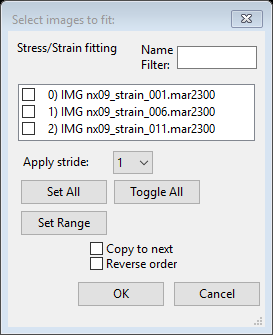 Select images to fit:
Stress/Strain fitting
Name
Filter:
0) IMG nx09_strain_001.mar2300
1) IMG nx09_strain_006.mar2300
2) IMG nx09_strain_011.mar2300
Apply stride: 1
Set All Toggle All
Set Range
Copy to next
Reverse order
OK Cancel